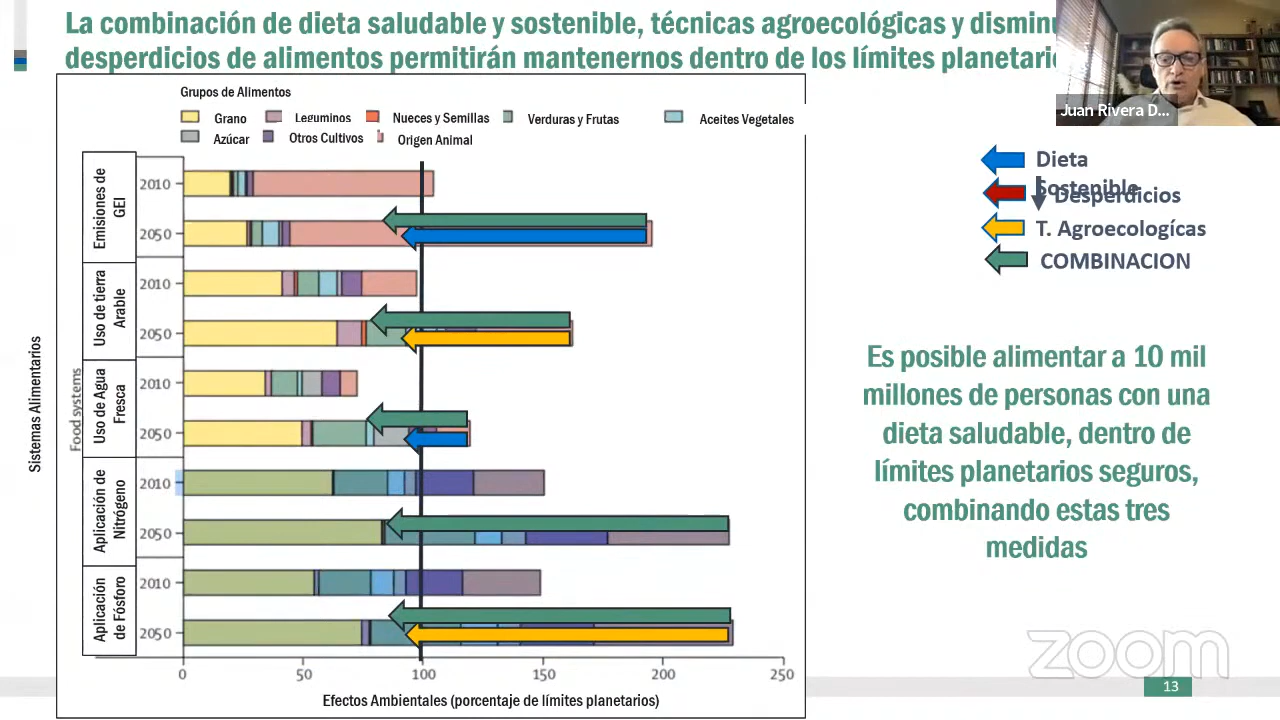 La combinación de dieta saludable y sostenible, técnicas agroecológicas y
desperdicios de alimentos permitirán mantenernos dentro de los límites
Juan Rivera D...
Grupos de Alimentos
Grano
Leguminos
Nueces y Semillas
Verduras y Frutas
Aceites Vegetales
Azúcar
Otros Cultivos
Origen Animal
Dieta
Sostenible
Desperdicios
T. Agroecologícas
COMBINACION
Sistemas Alimentarios
Food systems
Emisiones de
GEI
2010
2050
Uso de tierra
Arable
2010
2050
Uso de Agua
Fresca
2010
2050
Aplicación de
Nitrógeno
2010
2050
Aplicación
de Fósforo
2010
2050
0 50 100 150 200 250
Efectos Ambientales (porcentaje de límites planetarios)
Es posible alimentar a 10 mil
millones de personas con una
dieta saludable, dentro de
límites planetarios seguros,
combinando estas tres
medidas
zoom
13